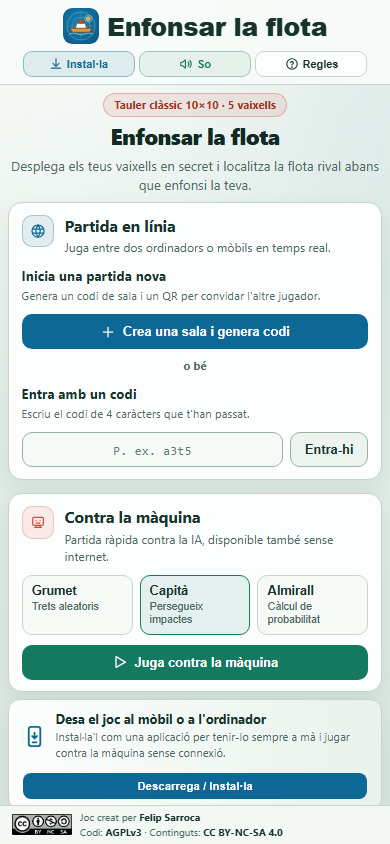 Enfonsar la flota
Instal·la
So
Regles
Tauler clàssic 10×10 · 5 vaixells
Enfonsar la flota
Desplega els teus vaixells en secret i localitza la flota rival abans
que enfonsi la teva.
Partida en línia
Juga entre dos ordinadors o mòbils en temps real.
Inicia una partida nova
Genera un codi de sala i un QR per convidar l'altre jugador.
Crea una sala i genera codi
o bé
Entra amb un codi
Escriu el codi de 4 caràcters que t'han passat.
P. ex. a3t5
Entra-hi
Contra la màquina
Partida ràpida contra la IA, disponible també sense
internet.
Grumet
Trets aleatoris
Capità
Persegueix
impactes
Almirall
Càlcul de
probabilitat
Juga contra la màquina
Desa el joc al mòbil o a l'ordinador
Instal·la'l com una aplicació per tenir-lo sempre a mà i jugar
contra la màquina sense connexió.
Descarrega / Instal·la
cc BY NC SA
Joc creat per Felip Sarroca
Codi: AGPLv3 · Continguts: CC BY-NC-SA 4.0